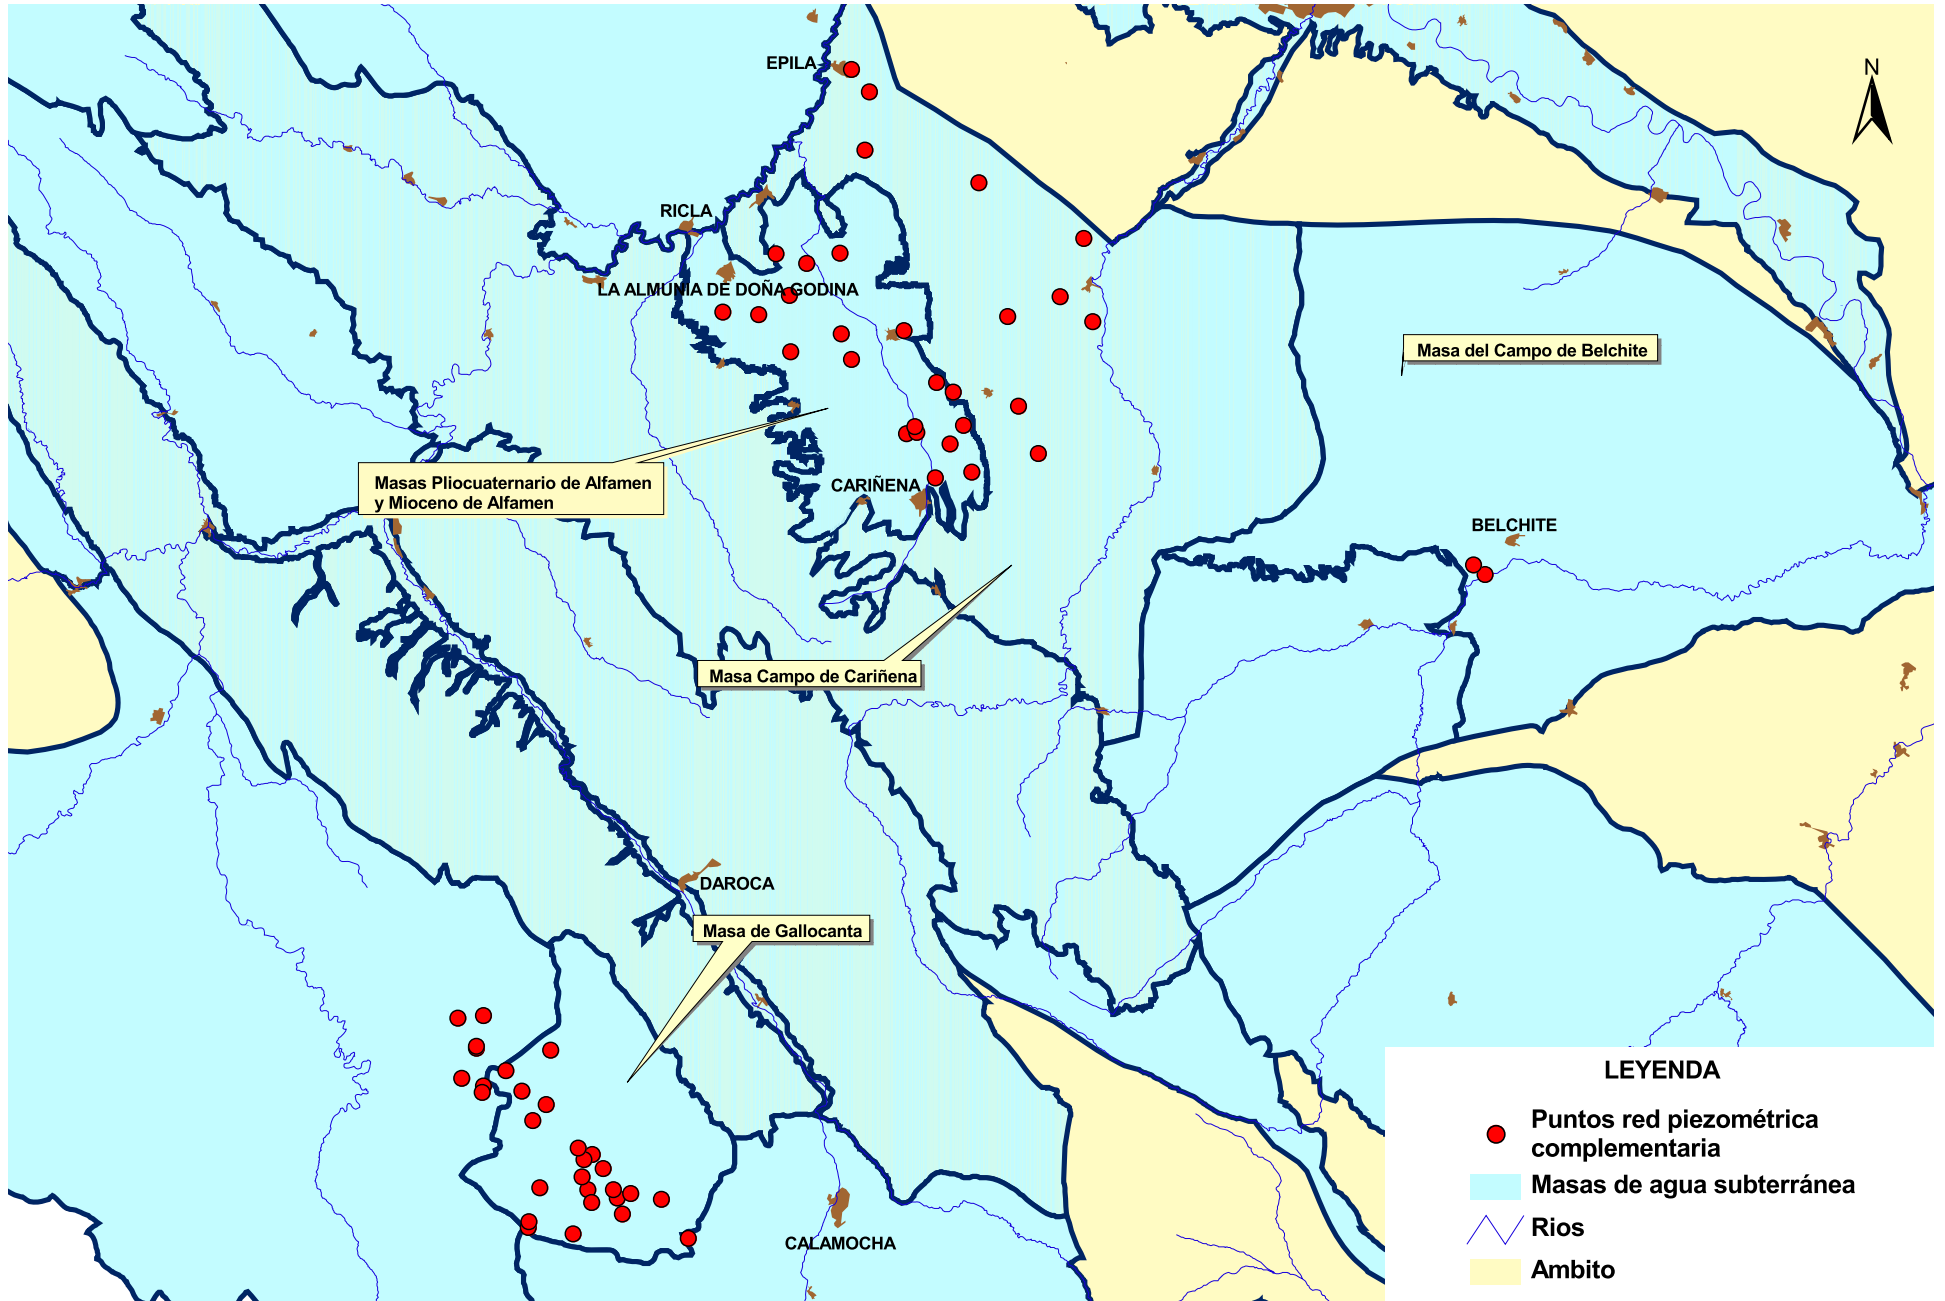 EPILA
N
RICLA
LA ALMUNIA DE DOÑA GODINA
Masa del Campo de Belchite
Masas Pliocuaternario de Alfamen
y Mioceno de Alfamen
CARIÑENA
BELCHITE
Masa Campo de Cariñena
DAROCA
Masa de Gallocanta
CALAMOCHA
LEYENDA
Puntos red piezométrica
complementaria
Masas de agua subterránea
Rios
Ambito